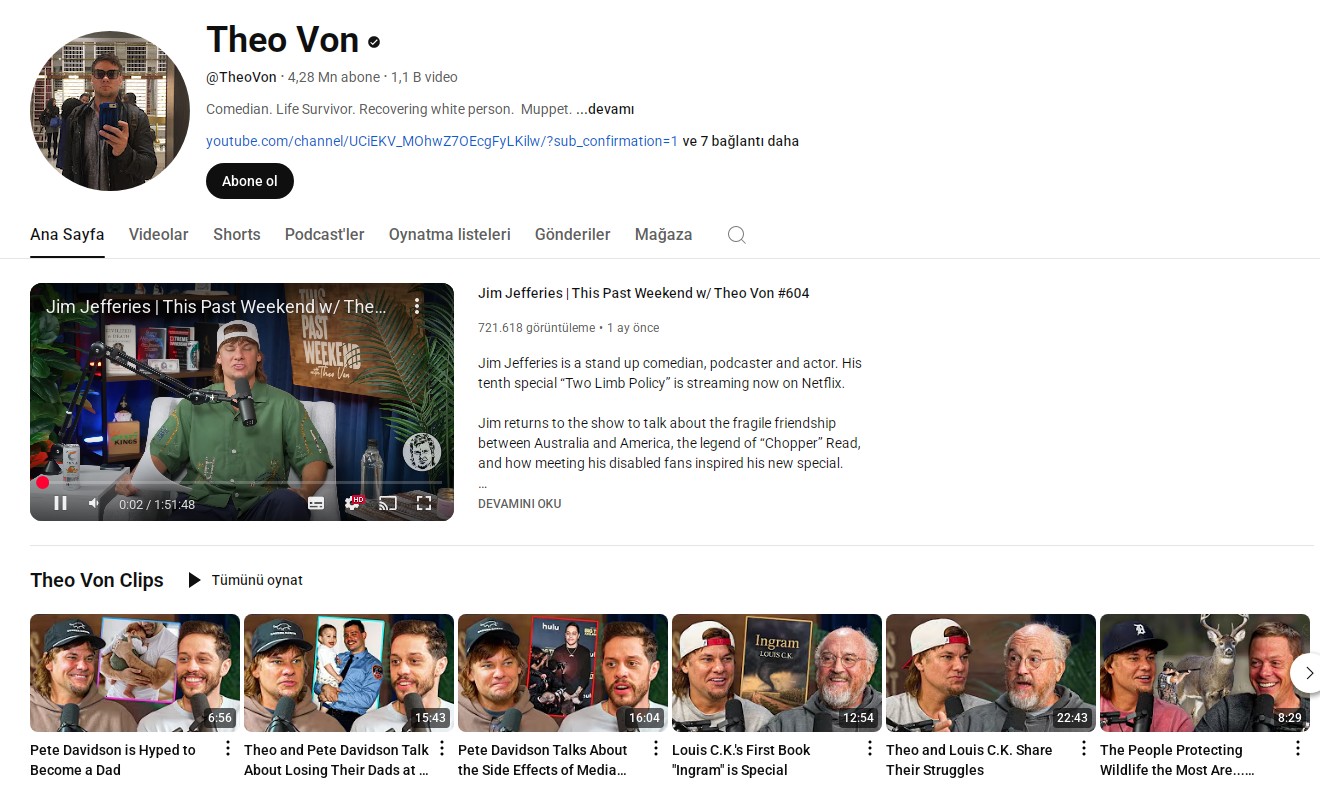 Theo Von
@TheoVon · 4,28 Mn abone · 1,1 B video
Comedian. Life Survivor. Recovering white person.  Muppet. ...devamı
youtube.com/channel/UCiEKV_MOhwZ7OEcgFyLKilw/?sub_confirmation=1 ve 7 bağlantı daha
Abone ol
Ana Sayfa Videolar Shorts Podcast'ler Oynatma listeleri Gönderiler Mağaza
Jim Jefferies | This Past Weekend w/ The…
THIS
PAST
WEEKEND
with Theo Von
KINGS
0:02 / 1:51:48
HD
Jim Jefferies | This Past Weekend w/ Theo Von #604
721.618 görüntüleme • 1 ay önce
Jim Jefferies is a stand up comedian, podcaster and actor. His
tenth special “Two Limb Policy” is streaming now on Netflix.
Jim returns to the show to talk about the fragile friendship
between Australia and America, the legend of “Chopper” Read,
and how meeting his disabled fans inspired his new special.
...
DEVAMINI OKU
Theo Von Clips Tümünü oynat
6:56
15:43
hulu
16:04
Ingram
LOUIS C.K.
12:54
22:43
8:29
Pete Davidson is Hyped to
Become a Dad
Theo and Pete Davidson Talk
About Losing Their Dads at …
Pete Davidson Talks About
the Side Effects of Media…
Louis C.K.'s First Book
"Ingram" is Special
Theo and Louis C.K. Share
Their Struggles
The People Protecting
Wildlife the Most Are...…